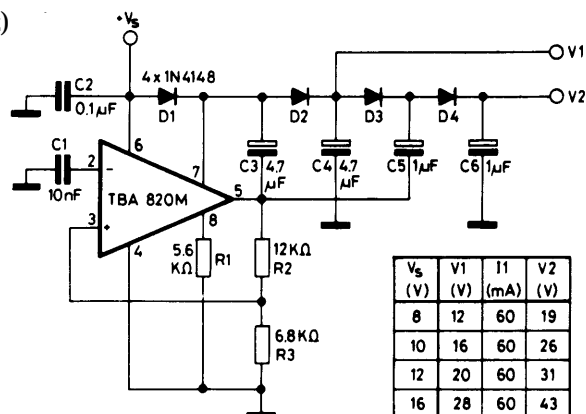 )
+Vs
V1
C2
0.1µF
4 x 1N4148
D1
D2
D3
D4
V2
C1
10nF
2
-
6
7
TBA 820M
3
+
5
8
4
C3 4.7 µF
C4 4.7 µF
C5 1µF
C6 1µF
5.6 KΩ R1
12KΩ R2
6.8KΩ R3
Vs (V) V1 (V) I1 (mA) V2 (V)
8 12 60 19
10 16 60 26
12 20 60 31
16 28 60 43